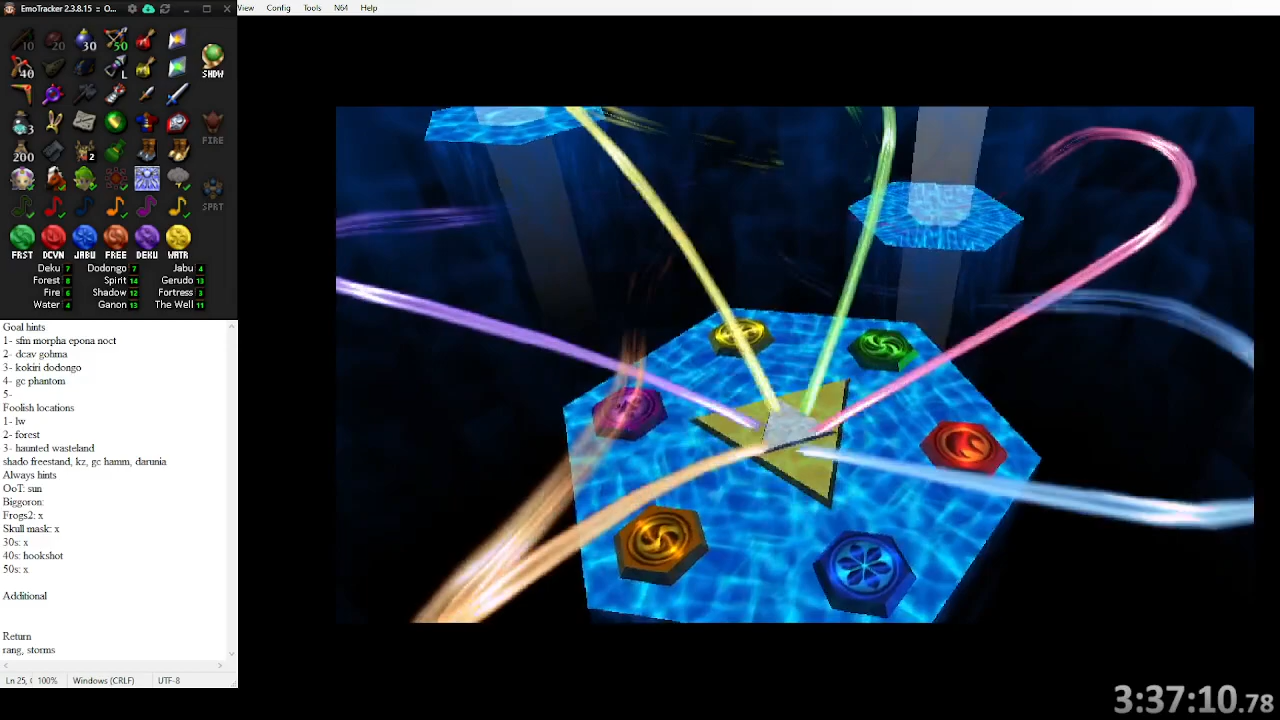 EmoTracker 2.3.8.15 :: O...
View Config Tools N64 Help
10 20 30 50
40 L SHDW
3 FIRE
200 2
SPRT
FRST DCVN JABU FREE DEKU WATR
Deku 7 Dodongo 7 Jabu 4
Forest 8 Spirit 14 Gerudo 13
Fire 6 Shadow 12 Fortress 3
Water 4 Ganon 13 The Well 11
Goal hints
1- sfm morpha epona noct
2- dcav gohma
3- kokiri dodongo
4- gc phantom
5-
Foolish locations
1- lw
2- forest
3- haunted wasteland
shado freestand, kz, gc hamm, darunia
Always hints
OoT: sun
Biggoron:
Frogs2: x
Skull mask: x
30s: x
40s: hookshot
50s: x
Additional
Return
rang, storms
Ln 25, 100% Windows (CRLF) UTF-8
3:37:10.78